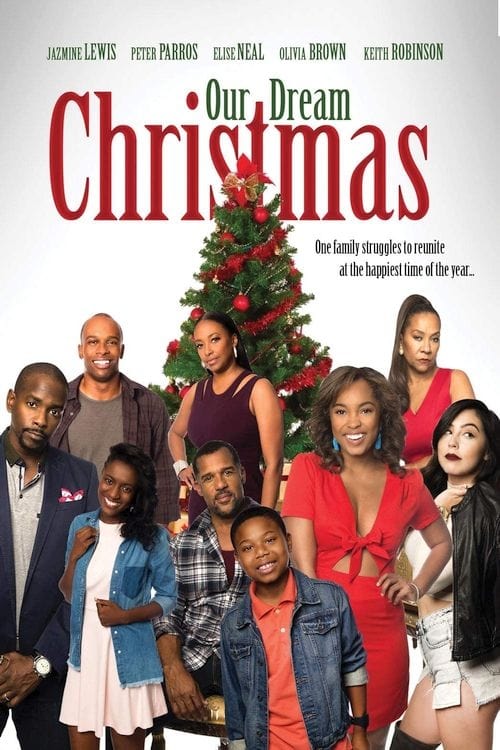 JAZMINE LEWIS PETER PARROS ELISE NEAL OLIVIA BROWN KEITH ROBINSON
Our Dream
Christmas
One family struggles to reunite
at the happiest time of the year...